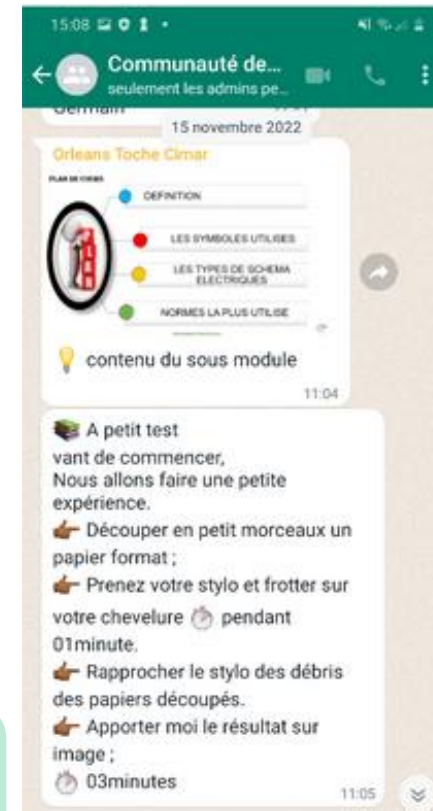 15:08
Communauté de...
seulement les admins pe...
Germain
15 novembre 2022
Orleans Toche Cimar
DEFINITION
LES SYMBOLES UTILISES
LES TYPES DE SCHEMA
ELECTRIQUES
NORMES LA PLUS UTILISE
contenu du sous module
11:04
A petit test
vant de commencer,
Nous allons faire une petite
expérience.
Découper en petit morceaux un
papier format ;
Prenez votre stylo et frotter sur
votre chevelure pendant
01minute.
Rapprocher le stylo des débris
des papiers découpés.
Apporter moi le résultat sur
image ;
03minutes
11:05